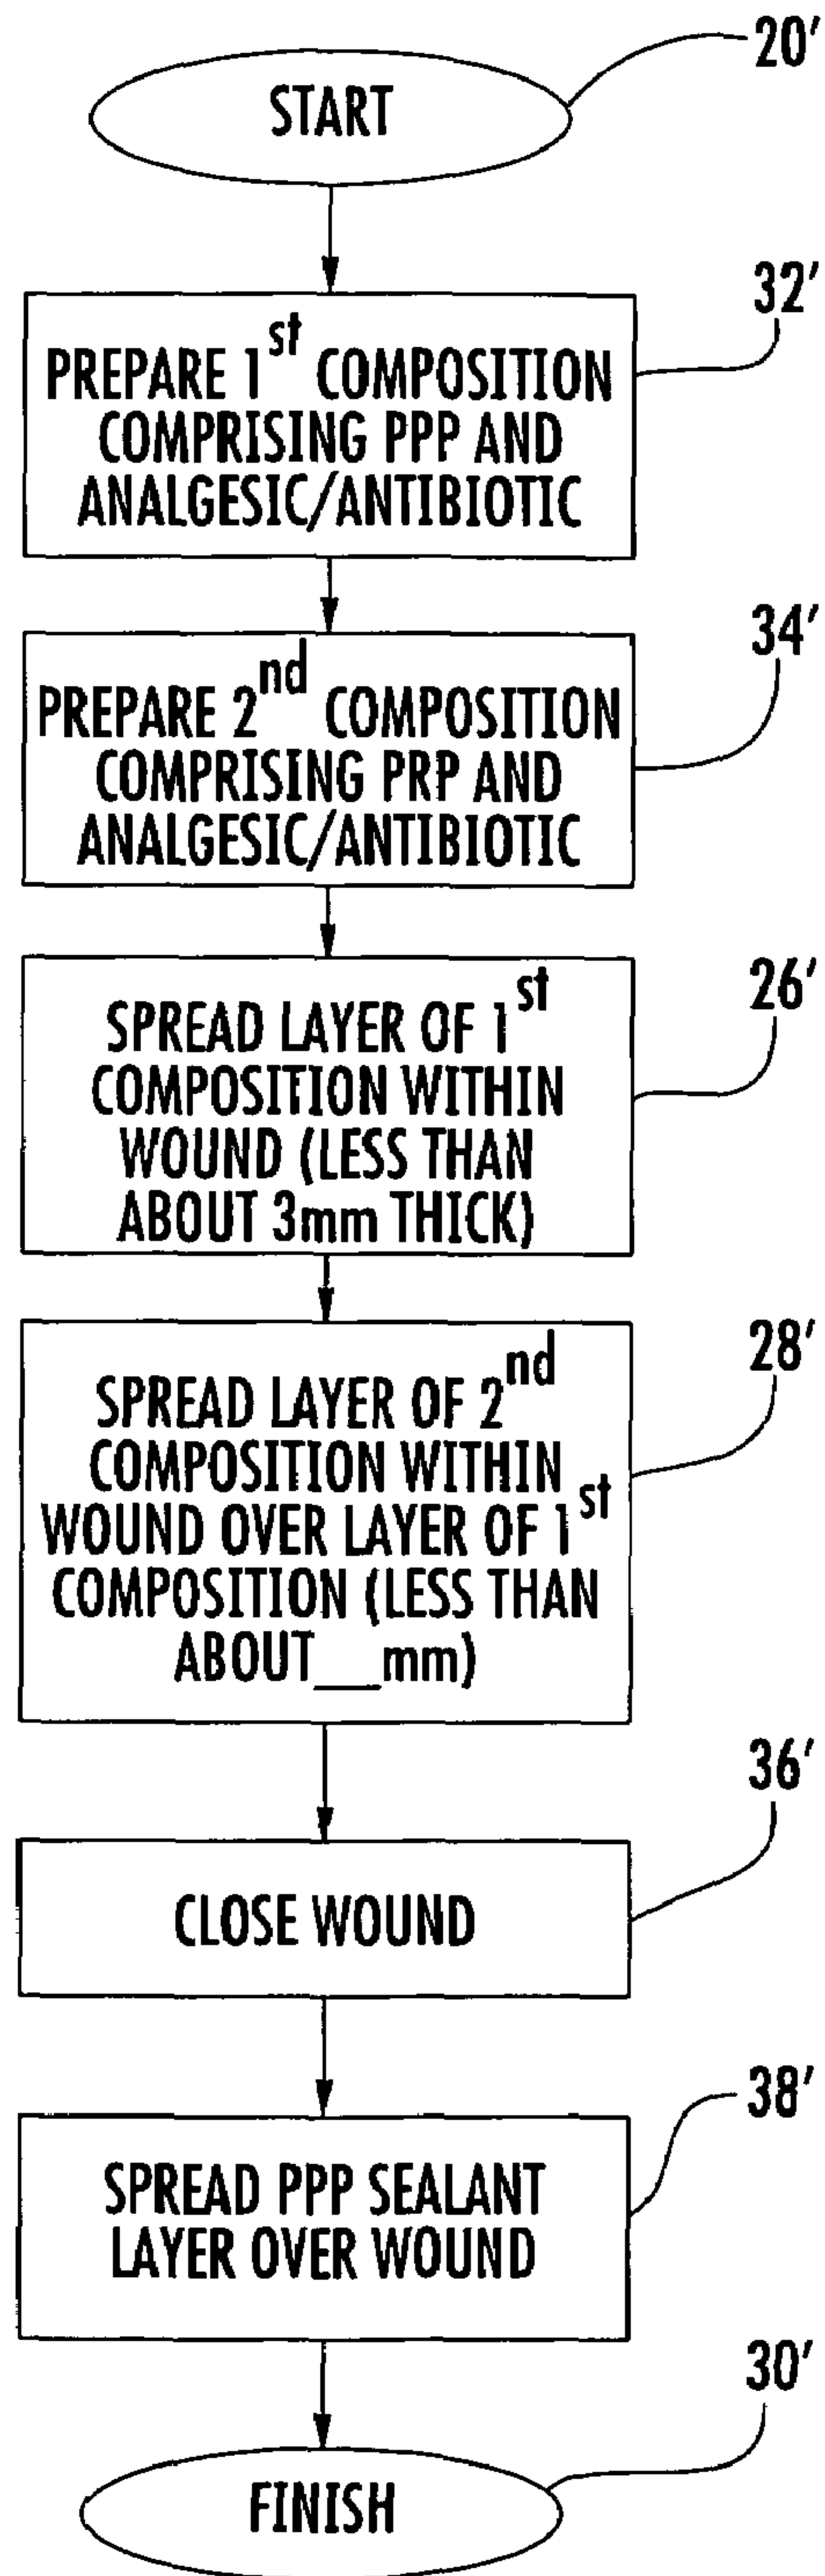 20'
START
32'
PREPARE 1st COMPOSITION
COMPRISING PPP AND
ANALGESIC/ANTIBIOTIC
34'
PREPARE 2nd COMPOSITION
COMPRISING PRP AND
ANALGESIC/ANTIBIOTIC
26'
SPREAD LAYER OF 1st
COMPOSITION WITHIN
WOUND (LESS THAN
ABOUT 3mm THICK)
28'
SPREAD LAYER OF 2nd
COMPOSITION WITHIN
WOUND OVER LAYER OF 1st
COMPOSITION (LESS THAN
ABOUT___mm)
36'
CLOSE WOUND
38'
SPREAD PPP SEALANT
LAYER OVER WOUND
30'
FINISH